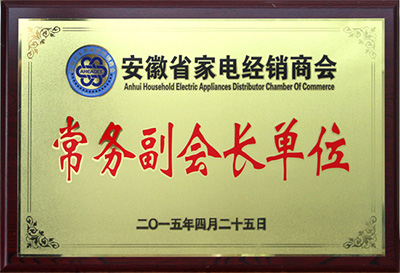 安徽省家电经销商会
Anhui Household Electric Appliances Distributor Chamber Of Commerce
常务副会长单位
二〇一五年四月二十五日